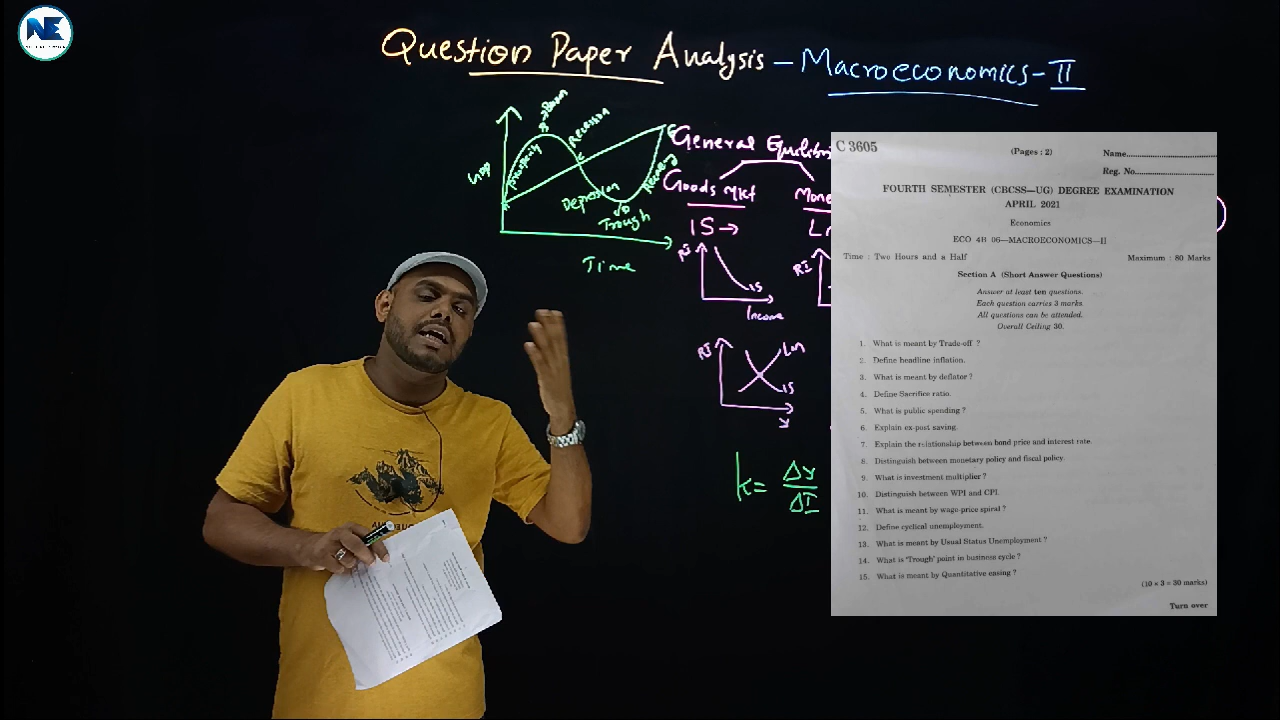 NE
Question Paper Analysis - Macroeconomics - II
GDP
prosperity
Boom
Recession
Depression
Trough
Time
General Equilibri
Goods Mkt
Mone
IS →
RI
IS
Income
RI
RI
LM
IS
Y
k = ΔY
ΔI
C 3605
(Pages : 2)
Name
Reg. No.
FOURTH SEMESTER (CBCSS—UG) DEGREE EXAMINATION
APRIL 2021
Economics
ECO 4B 06—MACROECONOMICS—II
Time : Two Hours and a Half
Maximum : 80 Marks
Section A (Short Answer Questions)
Answer at least ten questions.
Each question carries 3 marks.
All questions can be attended.
Overall Ceiling 30.
1. What is meant by Trade-off ?
2. Define headline inflation.
3. What is meant by deflator ?
4. Define Sacrifice ratio.
5. What is public spending ?
6. Explain ex-post saving.
7. Explain the relationship between bond price and interest rate.
8. Distinguish between monetary policy and fiscal policy.
9. What is investment multiplier ?
10. Distinguish between WPI and CPI.
11. What is meant by wage-price spiral ?
12. Define cyclical unemployment.
13. What is meant by Usual Status Unemployment ?
14. What is 'Trough' point in business cycle ?
15. What is meant by Quantitative easing ?
(10 × 3 = 30 marks)
Turn over